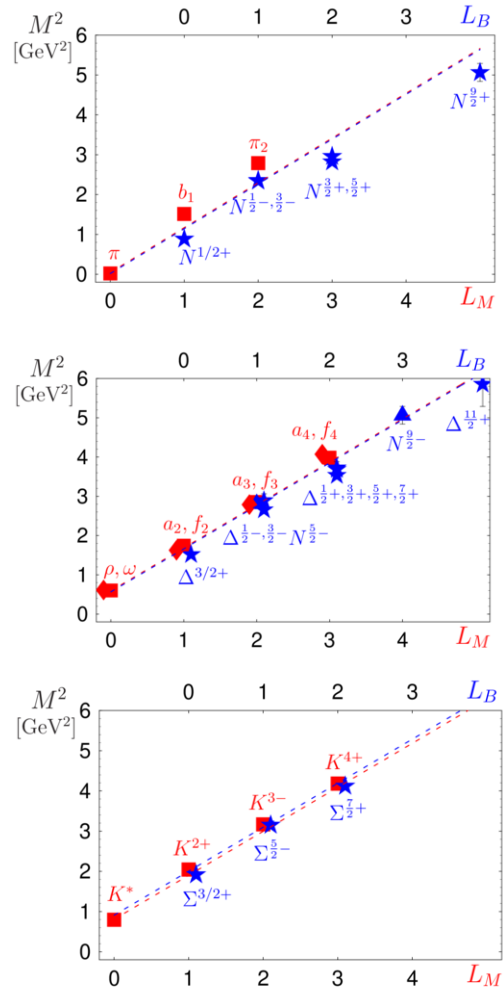 M² 0 1 2 3 L_B
[GeV²]
6
5
4
3
2
1
0
π
b₁
π₂
N^{1/2+}
N^{1/2-,3/2-}
N^{3/2+,5/2+}
N^{9/2+}
0 1 2 3 4 L_M
M² 0 1 2 3 L_B
[GeV²]
6
5
4
3
2
1
0
ρ, ω
a₂, f₂
a₃, f₃
a₄, f₄
Δ^{3/2+}
Δ^{1/2-,3/2-} N^{5/2-}
Δ^{1/2+,3/2+,5/2+,7/2+}
N^{9/2-}
Δ^{11/2+}
0 1 2 3 4 L_M
M² 0 1 2 3 L_B
[GeV²]
6
5
4
3
2
1
0
K*
K²⁺
K³⁻
K⁴⁺
Σ^{3/2+}
Σ^{5/2-}
Σ^{7/2+}
0 1 2 3 4 L_M